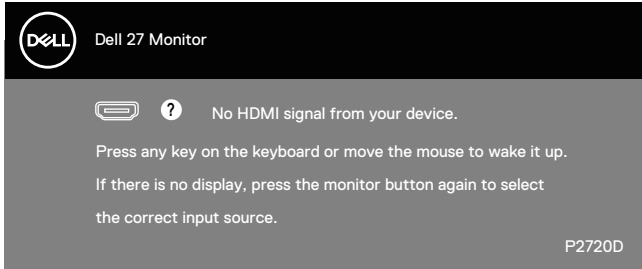 DELL
Dell 27 Monitor
? No HDMI signal from your device.
Press any key on the keyboard or move the mouse to wake it up.
If there is no display, press the monitor button again to select
the correct input source.
P2720D